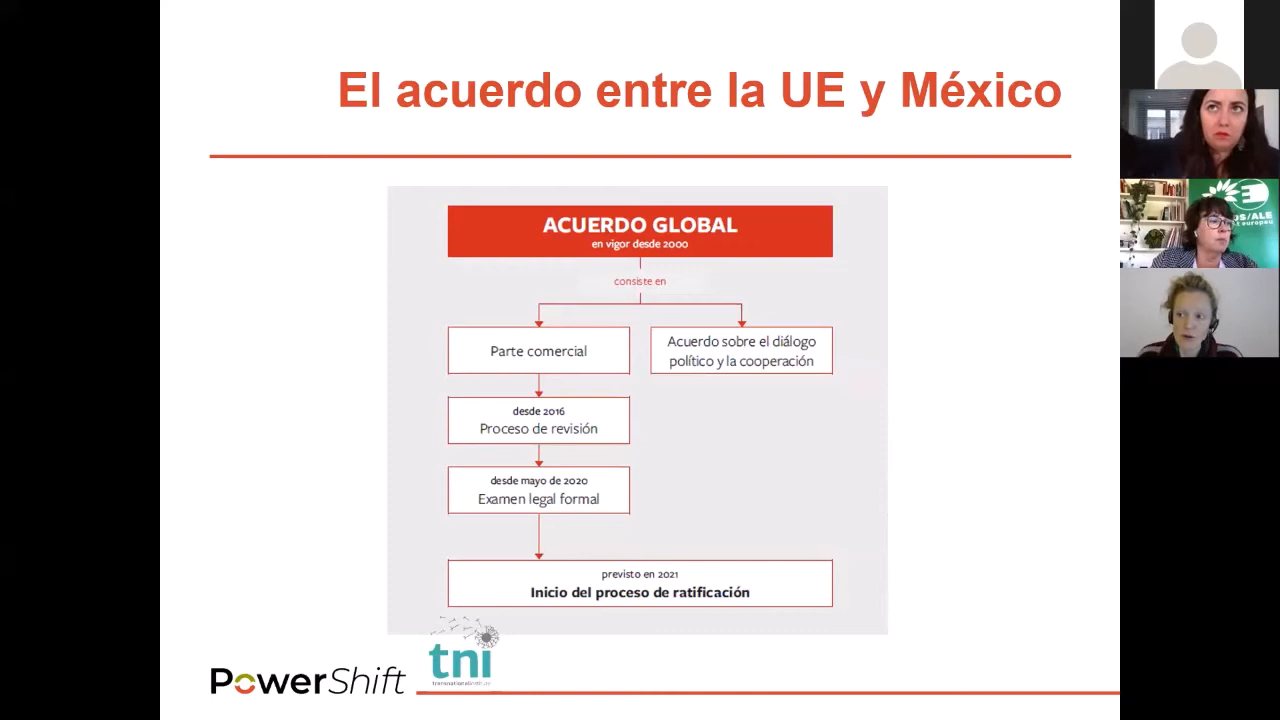 El acuerdo entre la UE y México
ACUERDO GLOBAL
en vigor desde 2000
consiste en
Parte comercial
Acuerdo sobre el diálogo
político y la cooperación
desde 2016
Proceso de revisión
desde mayo de 2020
Examen legal formal
previsto en 2021
Inicio del proceso de ratificación
PowerShift
tni
transnationalinstitute